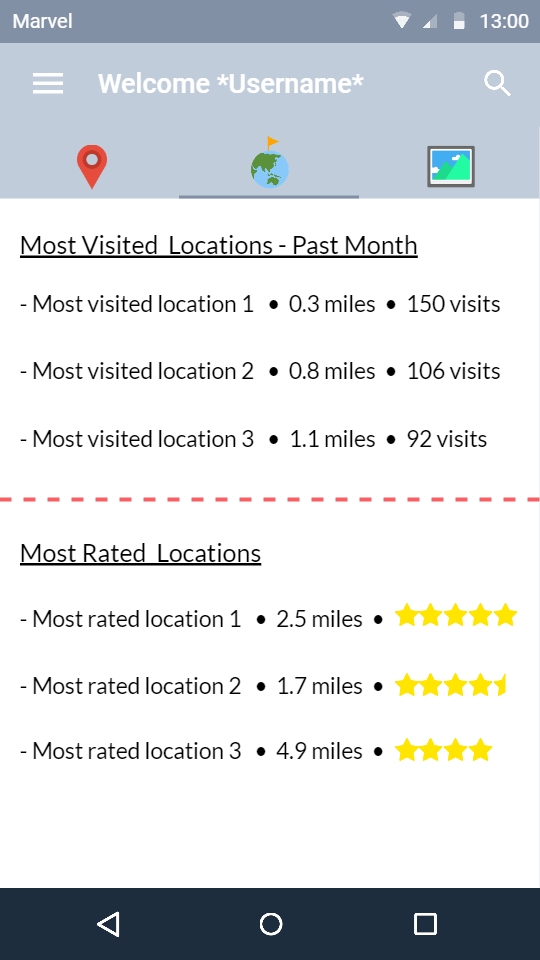 Marvel 13:00
Welcome *Username*
Most Visited  Locations - Past Month
- Most visited location 1 • 0.3 miles • 150 visits
- Most visited location 2 • 0.8 miles • 106 visits
- Most visited location 3 • 1.1 miles • 92 visits
Most Rated  Locations
- Most rated location 1 • 2.5 miles •
- Most rated location 2 • 1.7 miles •
- Most rated location 3 • 4.9 miles •